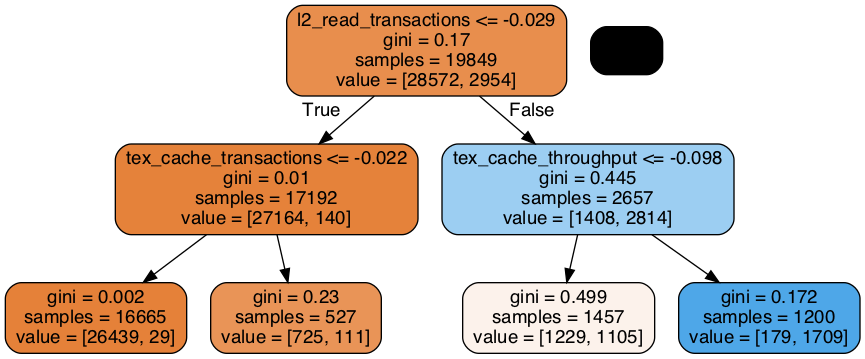 l2_read_transactions <= -0.029
gini = 0.17
samples = 19849
value = [28572, 2954]
True
False
tex_cache_transactions <= -0.022
gini = 0.01
samples = 17192
value = [27164, 140]
tex_cache_throughput <= -0.098
gini = 0.445
samples = 2657
value = [1408, 2814]
gini = 0.002
samples = 16665
value = [26439, 29]
gini = 0.23
samples = 527
value = [725, 111]
gini = 0.499
samples = 1457
value = [1229, 1105]
gini = 0.172
samples = 1200
value = [179, 1709]